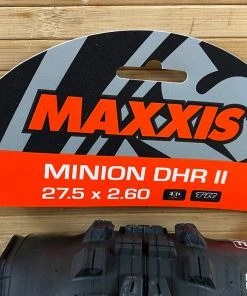 MAXXIS
MINION DHR II
27.5 x 2.60